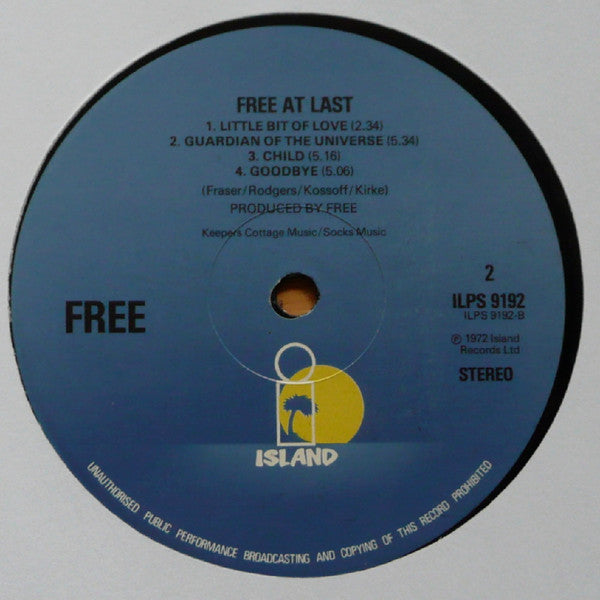 FREE AT LAST
1. LITTLE BIT OF LOVE (2.34)
2. GUARDIAN OF THE UNIVERSE (5.34)
3. CHILD (5.16)
4. GOODBYE (5.06)
(Fraser/Rodgers/Kossoff/Kirke)
PRODUCED BY FREE
Keepers Cottage Music/Socks Music
2
FREE
ILPS 9192
ILPS 9192-B
℗ 1972 Island
Records Ltd
STEREO
ISLAND
UNAUTHORISED PUBLIC PERFORMANCE BROADCASTING AND COPYING OF THIS RECORD PROHIBITED